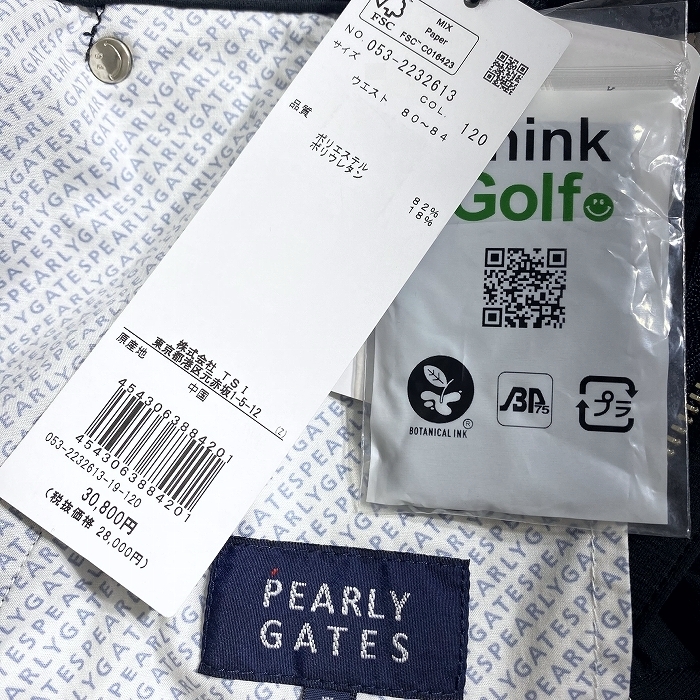 FSC
MIX
Paper
FSC™ C016423
NO. 053-2232613
サイズ
COL. 120
ウエスト 80~84
品質
ポリエステル 82%
ポリウレタン 18%
株式会社 TSI
東京都港区元赤坂1-5-12
原産地 中国
(Z)
4543063884201
4543063884201
053-2232613-19-120
30,800円
(税抜価格 28,000円)
hink
Golf
BOTANICAL INK
®
BP
75
プラ
PEARLY
GATES
PEARLYGATESPEARLYGATESPEARLYGATES